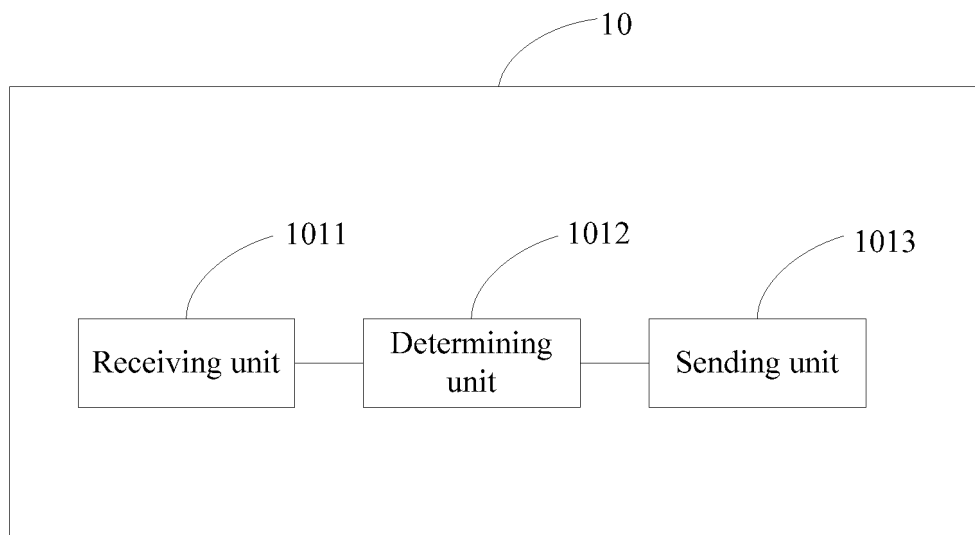 10
1011
1012
1013
Receiving unit
Determining
unit
Sending unit